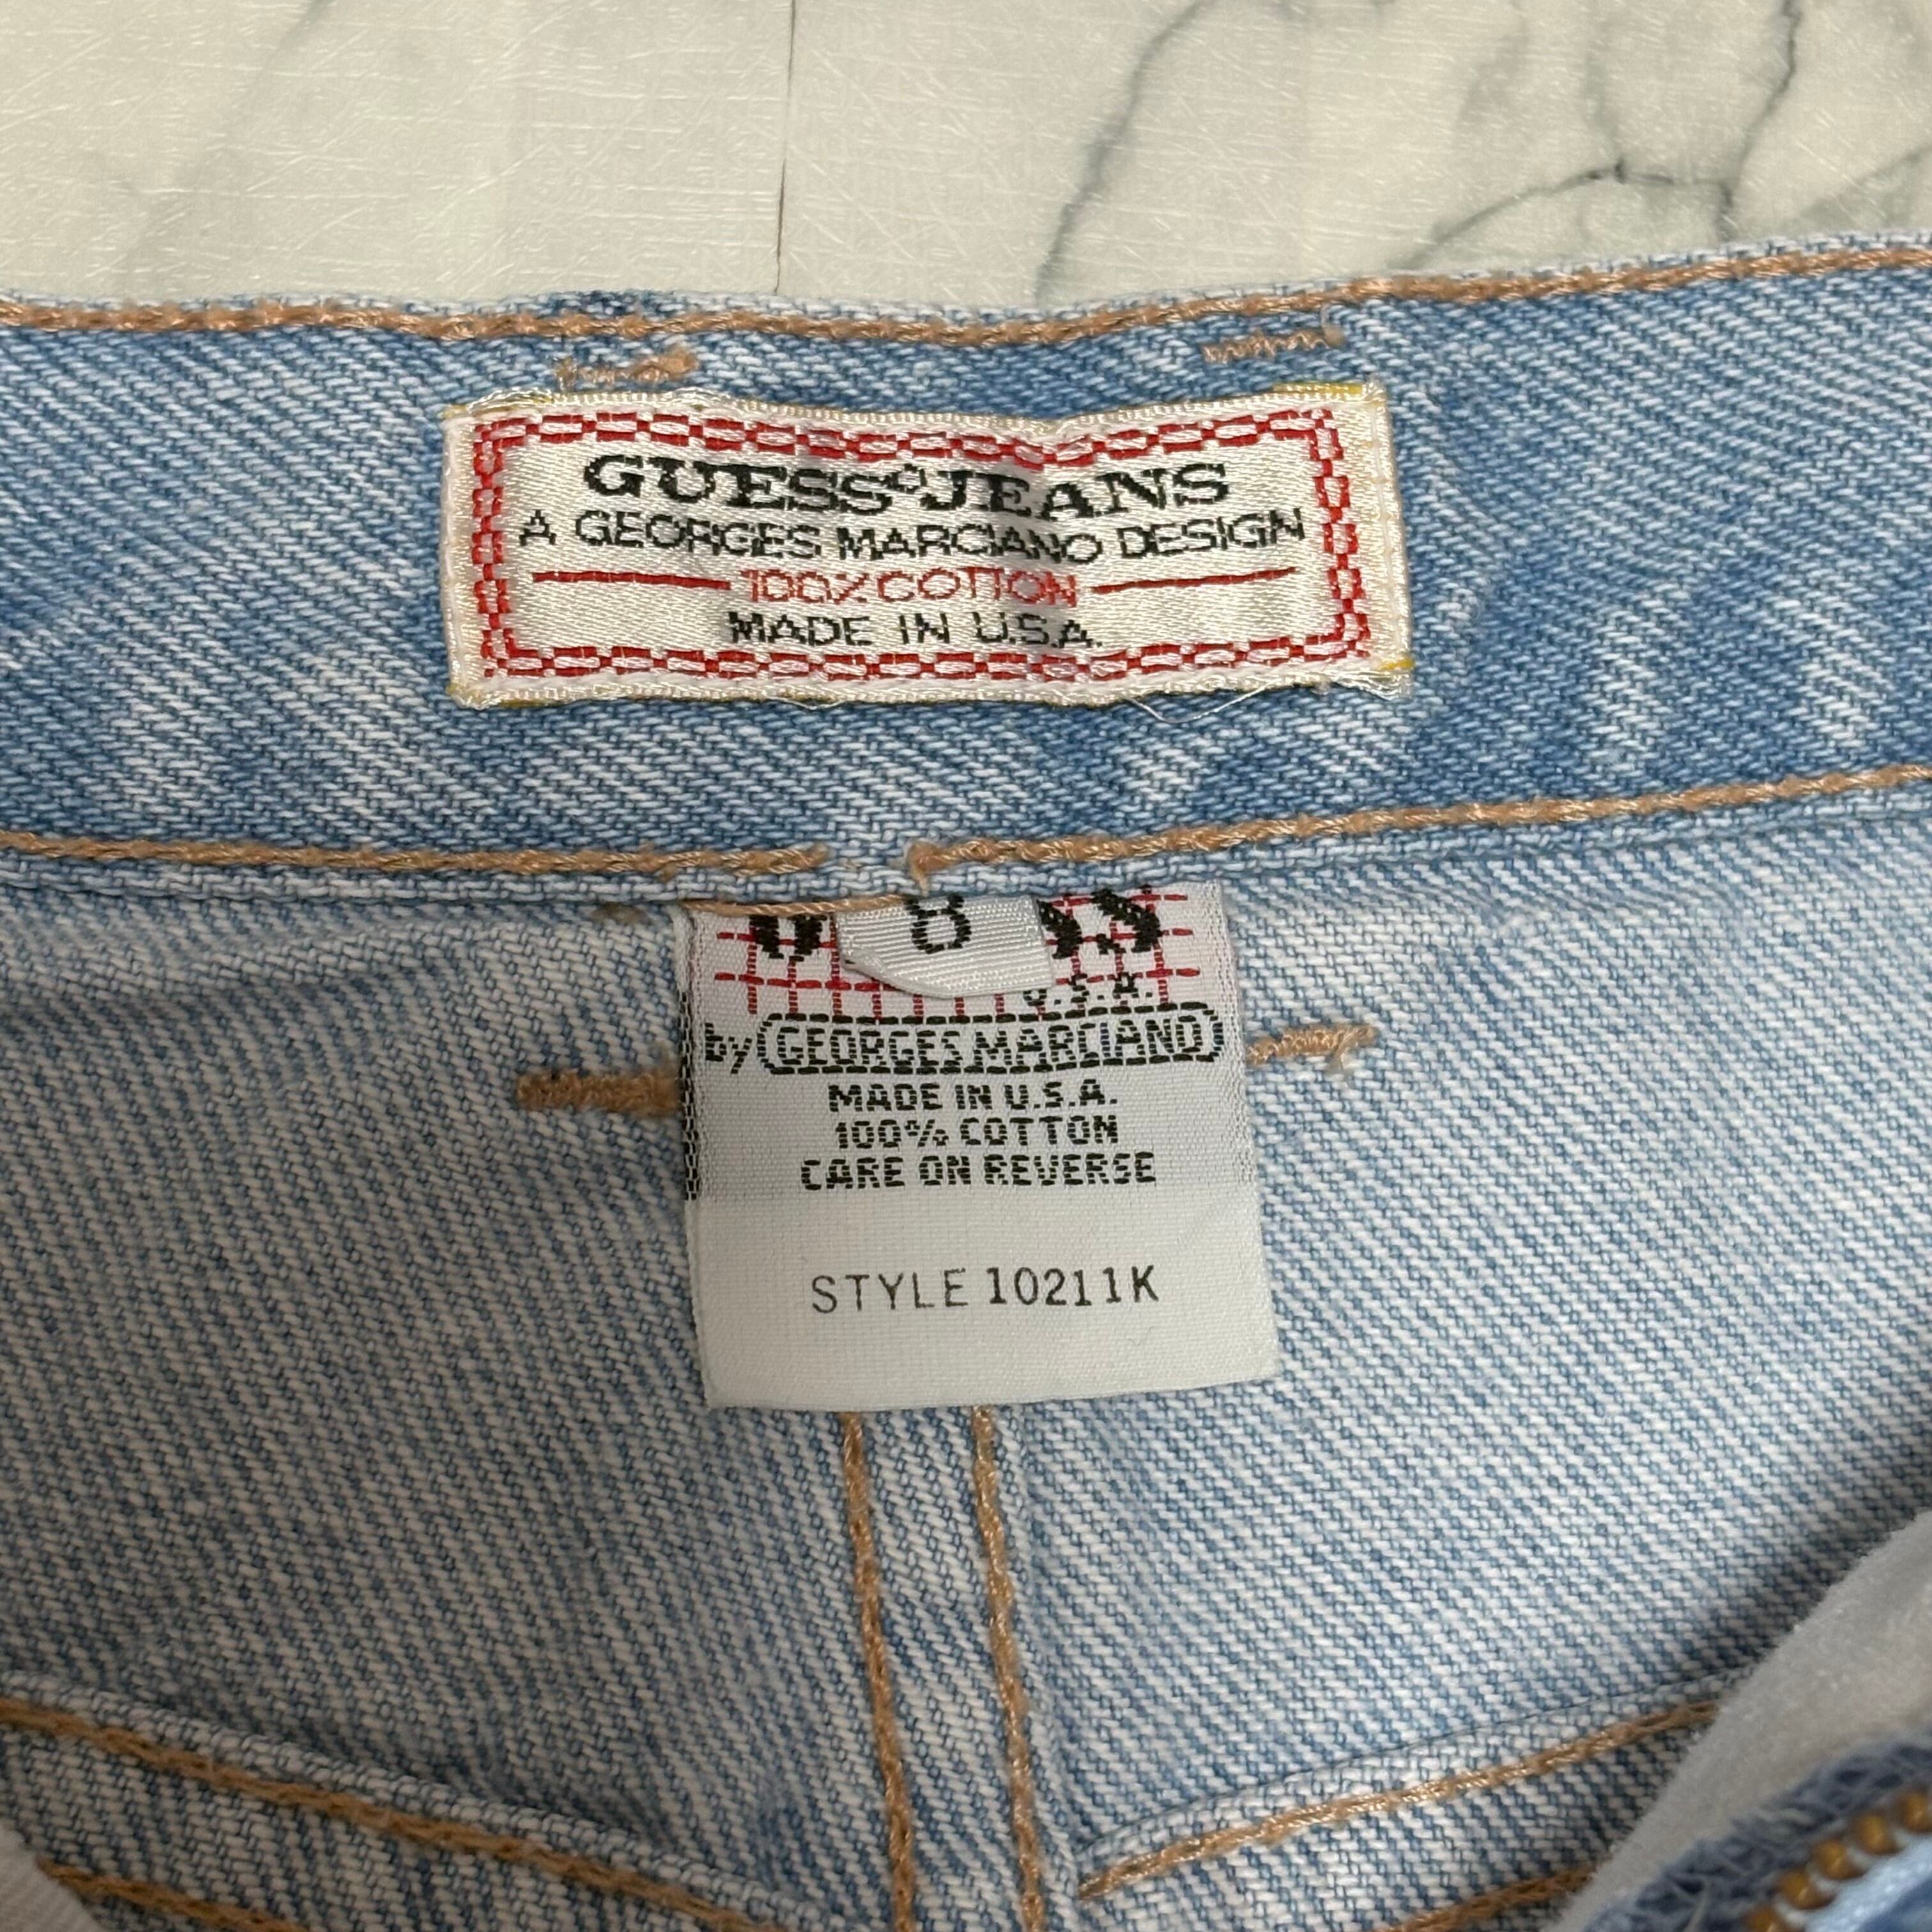 GUESS JEANS
A GEORGES MARCIANO DESIGN
100% COTTON
MADE IN U.S.A.
8
U.S.A.
by GEORGES MARCIANO
MADE IN U.S.A.
100% COTTON
CARE ON REVERSE
STYLE 10211K